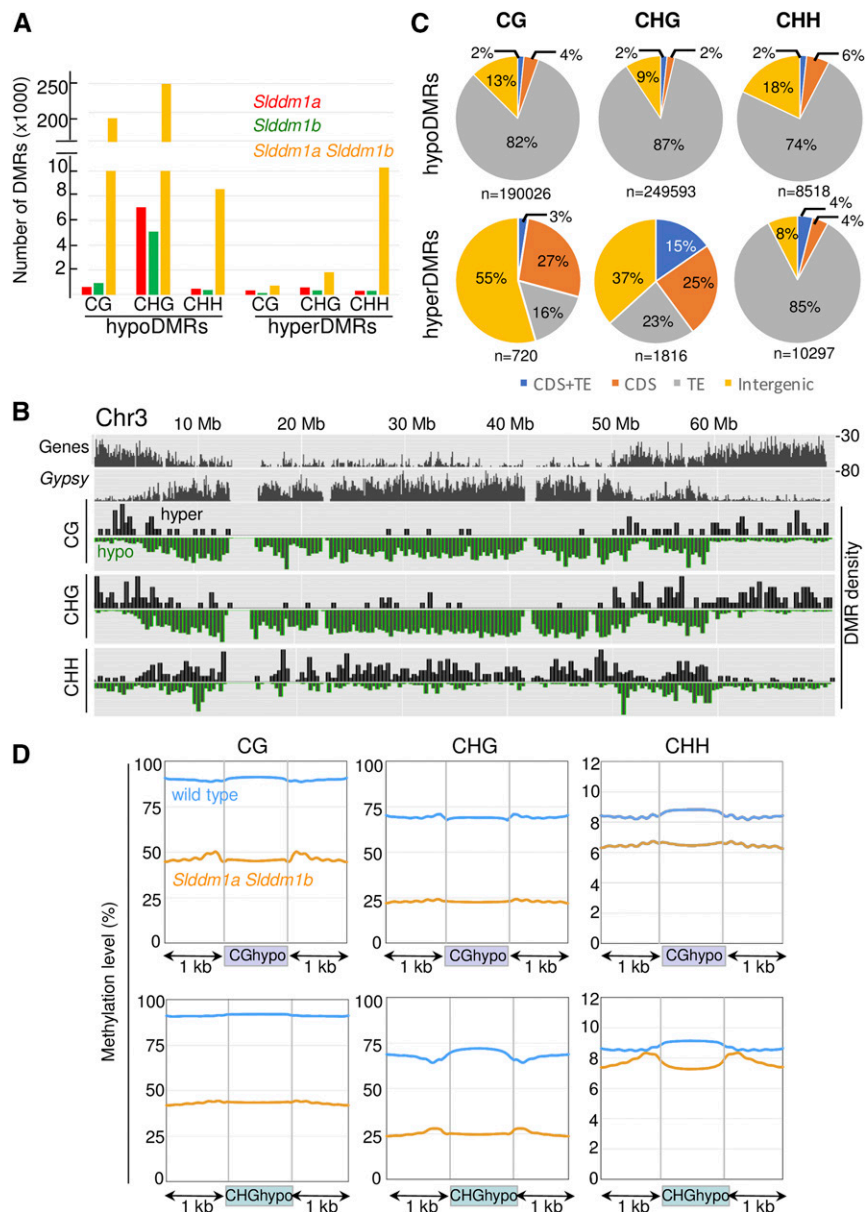 A
Number of DMRs (x1000)
250
200
10
8
6
4
2
Slddm1a
Slddm1b
Slddm1a Slddm1b
CG CHG CHH CG CHG CHH
hypoDMRs hyperDMRs
C
CG CHG CHH
hypoDMRs
2% 4% 13% 82%
n=190026
2% 2% 9% 87%
n=249593
2% 6% 18% 74%
n=8518
hyperDMRs
3% 27% 16% 55%
n=720
15% 25% 23% 37%
n=1816
4% 4% 8% 85%
n=10297
CDS+TE CDS TE Intergenic
B
Chr3 10 Mb 20 Mb 30 Mb 40 Mb 50 Mb 60 Mb
Genes -30
Gypsy -80
CG hyper
hypo
CHG
CHH
DMR density
D
CG CHG CHH
Methylation level (%)
100
75
50
25
0
wild type
Slddm1a Slddm1b
1 kb CGhypo 1 kb
100
75
50
25
0
1 kb CGhypo 1 kb
12
10
8
6
4
2
0
1 kb CGhypo 1 kb
100
75
50
25
0
1 kb CHGhypo 1 kb
100
75
50
25
0
1 kb CHGhypo 1 kb
12
10
8
6
4
2
0
1 kb CHGhypo 1 kb